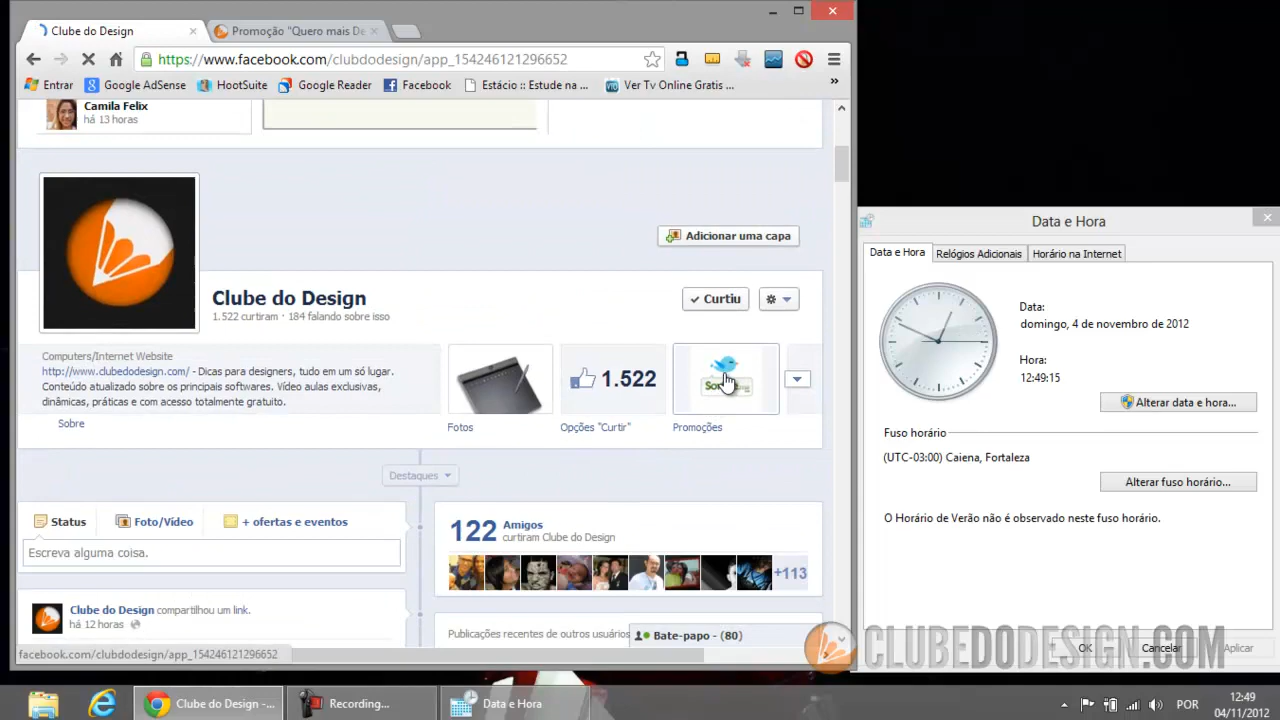 Clube do Design
Promoção "Quero mais De
https://www.facebook.com/clubdodesign/app_154246121296652
Entrar
Google AdSense
HootSuite
Google Reader
Facebook
Estácio :: Estude na ...
Ver Tv Online Gratis ...
»
Camila Felix
há 13 horas
Adicionar uma capa
Clube do Design
1.522 curtiram · 184 falando sobre isso
Curtiu
Computers/Internet Website
http://www.clubedodesign.com/ - Dicas para designers, tudo em um só lugar.
Conteúdo atualizado sobre os principais softwares. Vídeo aulas exclusivas,
dinâmicas, práticas e com acesso totalmente gratuito.
Sobre
Fotos
1.522
Opções "Curtir"
Promoções
Destaques
Status
Foto/Vídeo
+ ofertas e eventos
Escreva alguma coisa.
122
Amigos
curtiram Clube do Design
+113
Clube do Design compartilhou um link.
há 12 horas
Publicações recentes de outros usuários
Bate-papo - (80)
facebook.com/clubdodesign/app_154246121296652
Data e Hora
Data e Hora
Relógios Adicionais
Horário na Internet
Data:
domingo, 4 de novembro de 2012
Hora:
12:49:15
Alterar data e hora...
Fuso horário
(UTC-03:00) Caiena, Fortaleza
Alterar fuso horário...
O Horário de Verão não é observado neste fuso horário.
OK
Cancelar
Aplicar
CLUBEDODESIGN.COM
Clube do Design -...
Recording...
Data e Hora
POR
12:49
04/11/2012